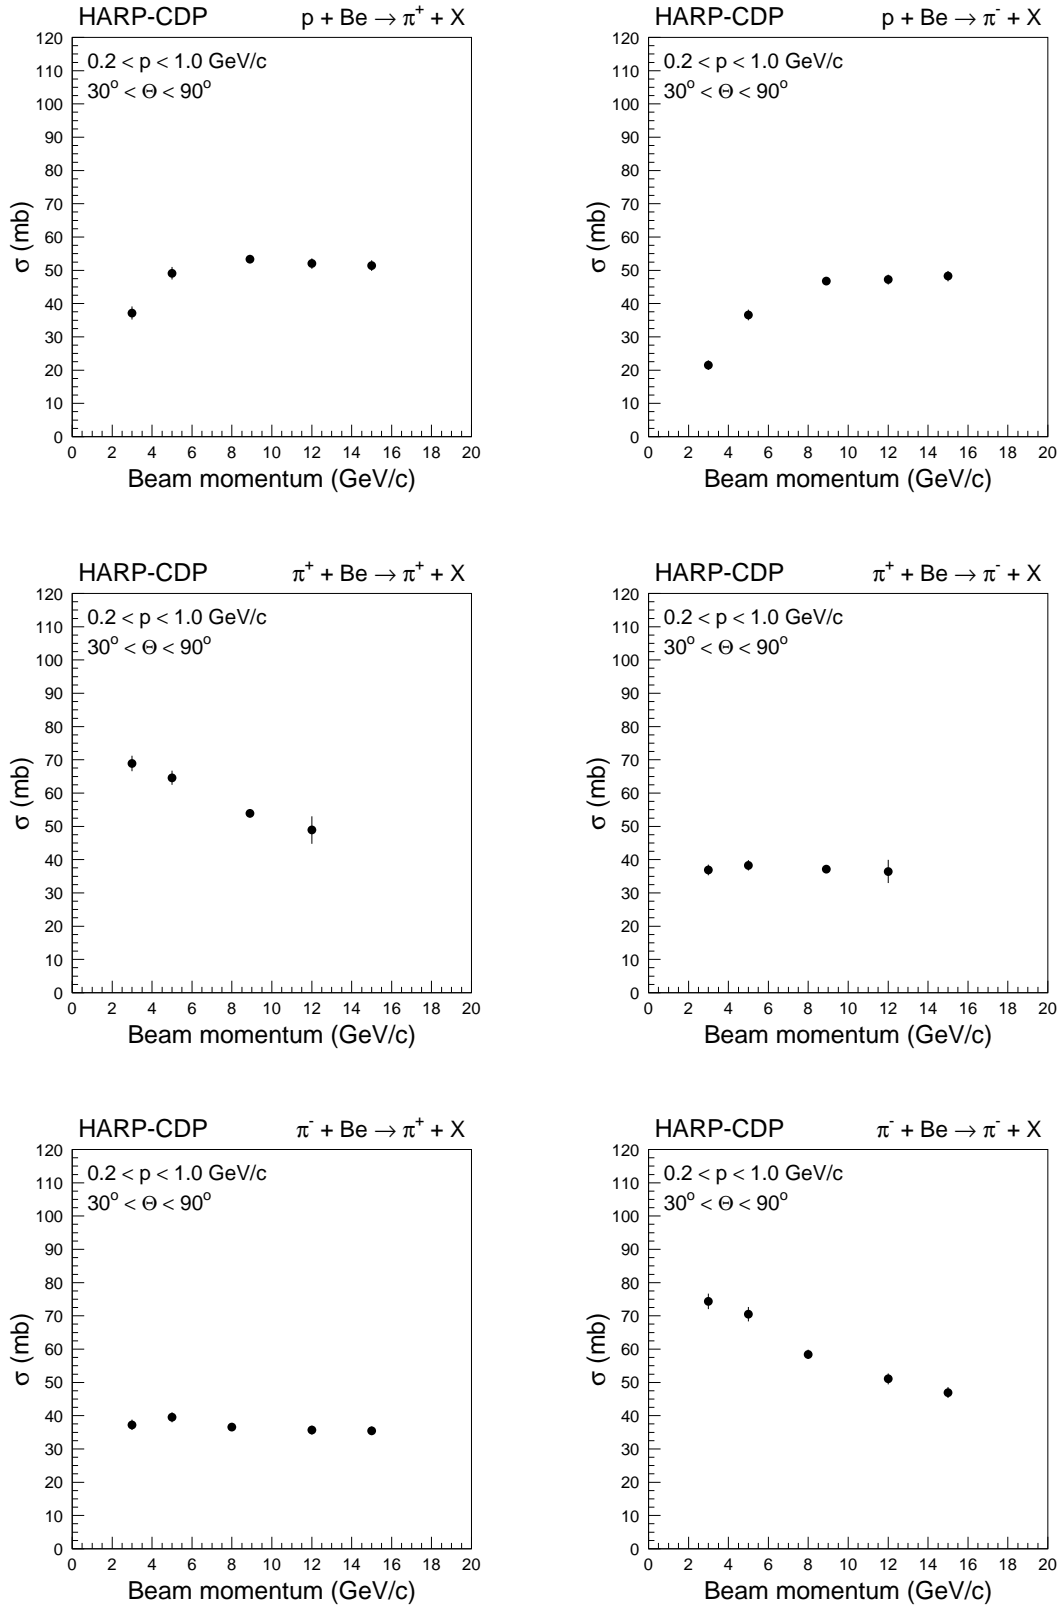 HARP-CDP p + Be → π⁺ + X
0.2 < p < 1.0 GeV/c
30° < Θ < 90°
σ (mb)
120
110
100
90
80
70
60
50
40
30
20
10
0
0 2 4 6 8 10 12 14 16 18 20
Beam momentum (GeV/c)
HARP-CDP p + Be → π⁻ + X
0.2 < p < 1.0 GeV/c
30° < Θ < 90°
σ (mb)
120
110
100
90
80
70
60
50
40
30
20
10
0
0 2 4 6 8 10 12 14 16 18 20
Beam momentum (GeV/c)
HARP-CDP π⁺ + Be → π⁺ + X
0.2 < p < 1.0 GeV/c
30° < Θ < 90°
σ (mb)
120
110
100
90
80
70
60
50
40
30
20
10
0
0 2 4 6 8 10 12 14 16 18 20
Beam momentum (GeV/c)
HARP-CDP π⁺ + Be → π⁻ + X
0.2 < p < 1.0 GeV/c
30° < Θ < 90°
σ (mb)
120
110
100
90
80
70
60
50
40
30
20
10
0
0 2 4 6 8 10 12 14 16 18 20
Beam momentum (GeV/c)
HARP-CDP π⁻ + Be → π⁺ + X
0.2 < p < 1.0 GeV/c
30° < Θ < 90°
σ (mb)
120
110
100
90
80
70
60
50
40
30
20
10
0
0 2 4 6 8 10 12 14 16 18 20
Beam momentum (GeV/c)
HARP-CDP π⁻ + Be → π⁻ + X
0.2 < p < 1.0 GeV/c
30° < Θ < 90°
σ (mb)
120
110
100
90
80
70
60
50
40
30
20
10
0
0 2 4 6 8 10 12 14 16 18 20
Beam momentum (GeV/c)